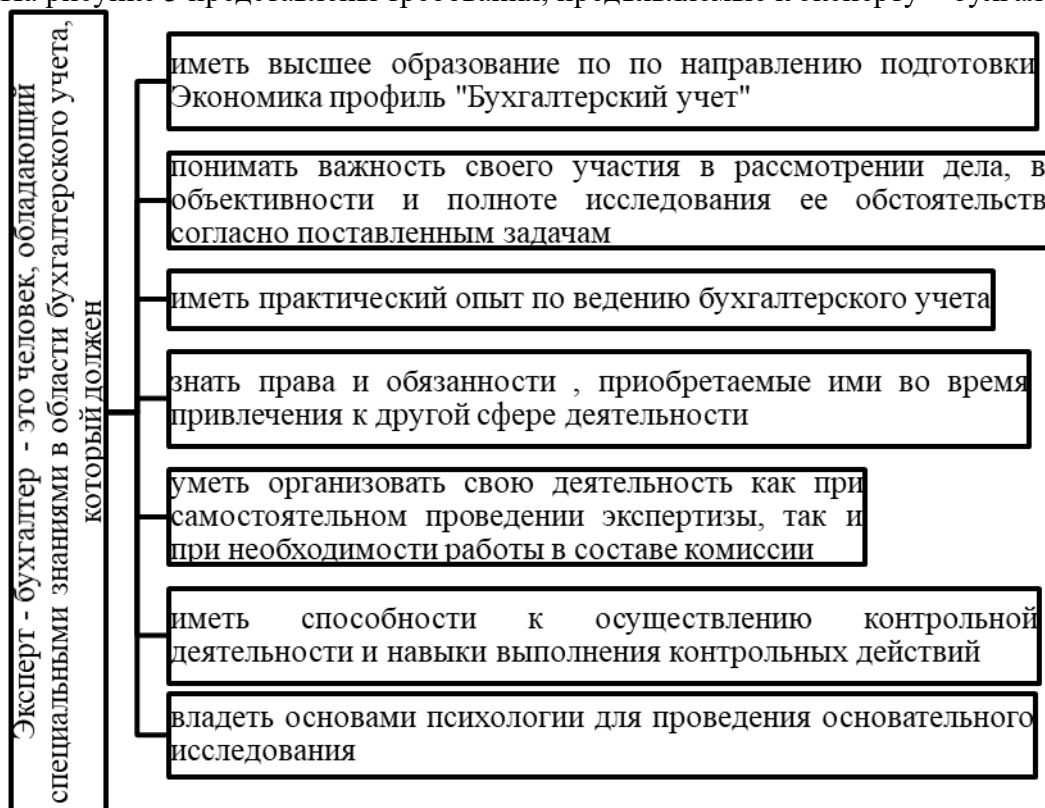 Эксперт - бухгалтер - это человек, обладающий
специальными знаниями в области бухгалтерского учета,
который должен
иметь высшее образование по по направлению подготовки
Экономика профиль "Бухгалтерский учет"
понимать важность своего участия в рассмотрении дела, в
объективности и полноте исследования ее обстоятельств
согласно поставленным задачам
иметь практический опыт по ведению бухгалтерского учета
знать права и обязанности , приобретаемые ими во время
привлечения к другой сфере деятельности
уметь организовать свою деятельность как при
самостоятельном проведении экспертизы, так и
при необходимости работы в составе комиссии
иметь способности к осуществлению контрольной
деятельности и навыки выполнения контрольных действий
владеть основами психологии для проведения основательного
исследования